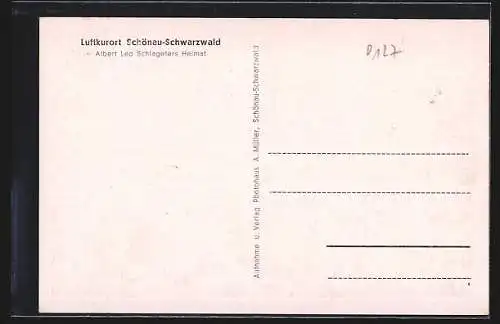 Luftkurort Schönau-Schwarzwald
– Albert Leo Schlageters Heimat
D127
Aufnahme u. Verlag Photohaus A. Müller, Schönau-Schwarzwald